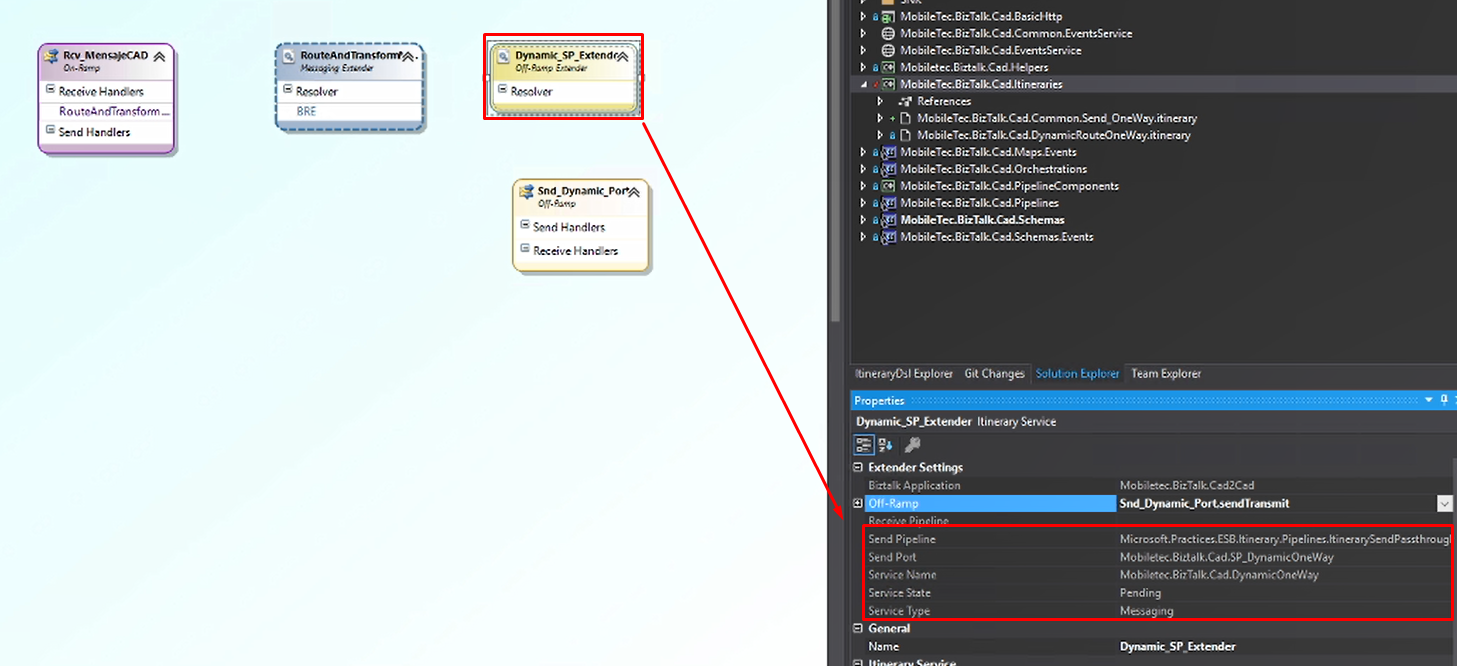 Rcv_MensajeCAD
On-Ramp
Receive Handlers
RouteAndTransform...
Send Handlers
RouteAndTransform...
Messaging Extender
Resolver
BRE
Dynamic_SP_Extender
Off-Ramp Extender
Resolver
Snd_Dynamic_Port
Off-Ramp
Send Handlers
Receive Handlers
MobileTec.BizTalk.Cad.BasicHttp
MobileTec.BizTalk.Cad.Common.EventsService
MobileTec.BizTalk.Cad.EventsService
Mobiletec.Biztalk.Cad.Helpers
MobileTec.BizTalk.Cad.Itineraries
References
MobileTec.BizTalk.Cad.Common.Send_OneWay.itinerary
MobileTec.BizTalk.Cad.DynamicRouteOneWay.itinerary
MobileTec.BizTalk.Cad.Maps.Events
MobileTec.BizTalk.Cad.Orchestrations
MobileTec.BizTalk.Cad.PipelineComponents
MobileTec.BizTalk.Cad.Pipelines
MobileTec.BizTalk.Cad.Schemas
MobileTec.BizTalk.Cad.Schemas.Events
ItineraryDsl Explorer Git Changes Solution Explorer Team Explorer
Properties
Dynamic_SP_Extender Itinerary Service
Extender Settings
Biztalk Application Mobiletec.BizTalk.Cad2Cad
Off-Ramp Snd_Dynamic_Port.sendTransmit
Receive Pipeline
Send Pipeline Microsoft.Practices.ESB.Itinerary.Pipelines.ItinerarySendPassthrough
Send Port Mobiletec.Biztalk.Cad.SP_DynamicOneWay
Service Name Mobiletec.BizTalk.Cad.DynamicOneWay
Service State Pending
Service Type Messaging
General
Name Dynamic_SP_Extender
Itinerary Service